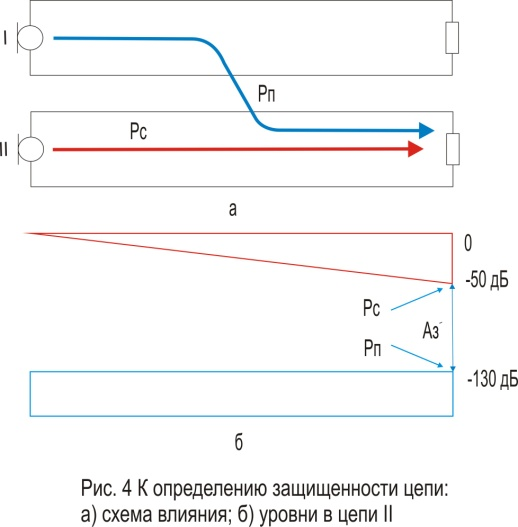 I
Рп
Рс
II
а
0
-50 дБ
Рс
Аз
Рп
-130 дБ
б
Рис. 4 К определению защищенности цепи:
а) схема влияния; б) уровни в цепи II